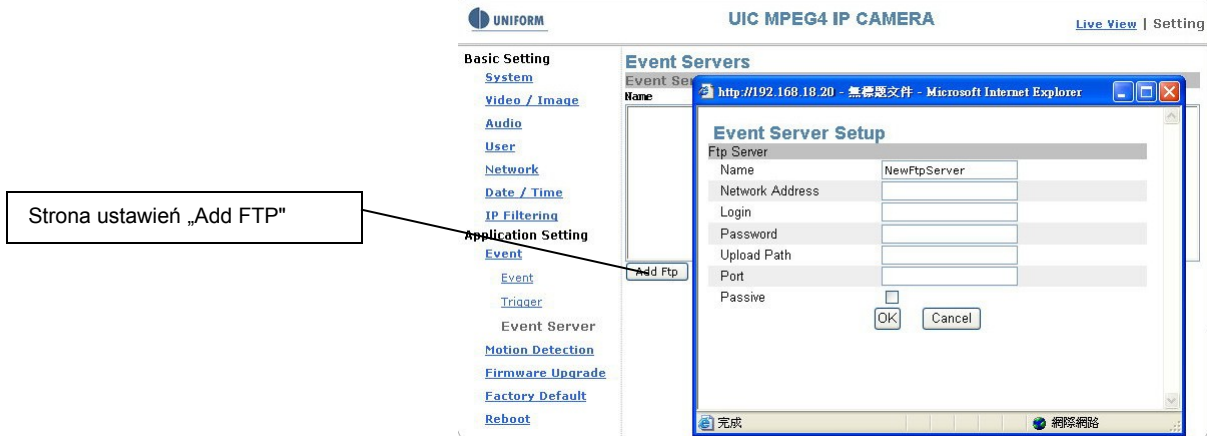 UNIFORM
UIC MPEG4 IP CAMERA
Live View | Setting
Basic Setting
System
Video / Image
Audio
User
Network
Date / Time
IP Filtering
Application Setting
Event
Event
Trigger
Event Server
Motion Detection
Firmware Upgrade
Factory Default
Reboot
Strona ustawień „Add FTP"
Event Servers
Event Ser
Name
Add Ftp
http://192.168.18.20 - 無標題文件 - Microsoft Internet Explorer
Event Server Setup
Ftp Server
Name NewFtpServer
Network Address
Login
Password
Upload Path
Port
Passive
OK Cancel
完成 網際網路